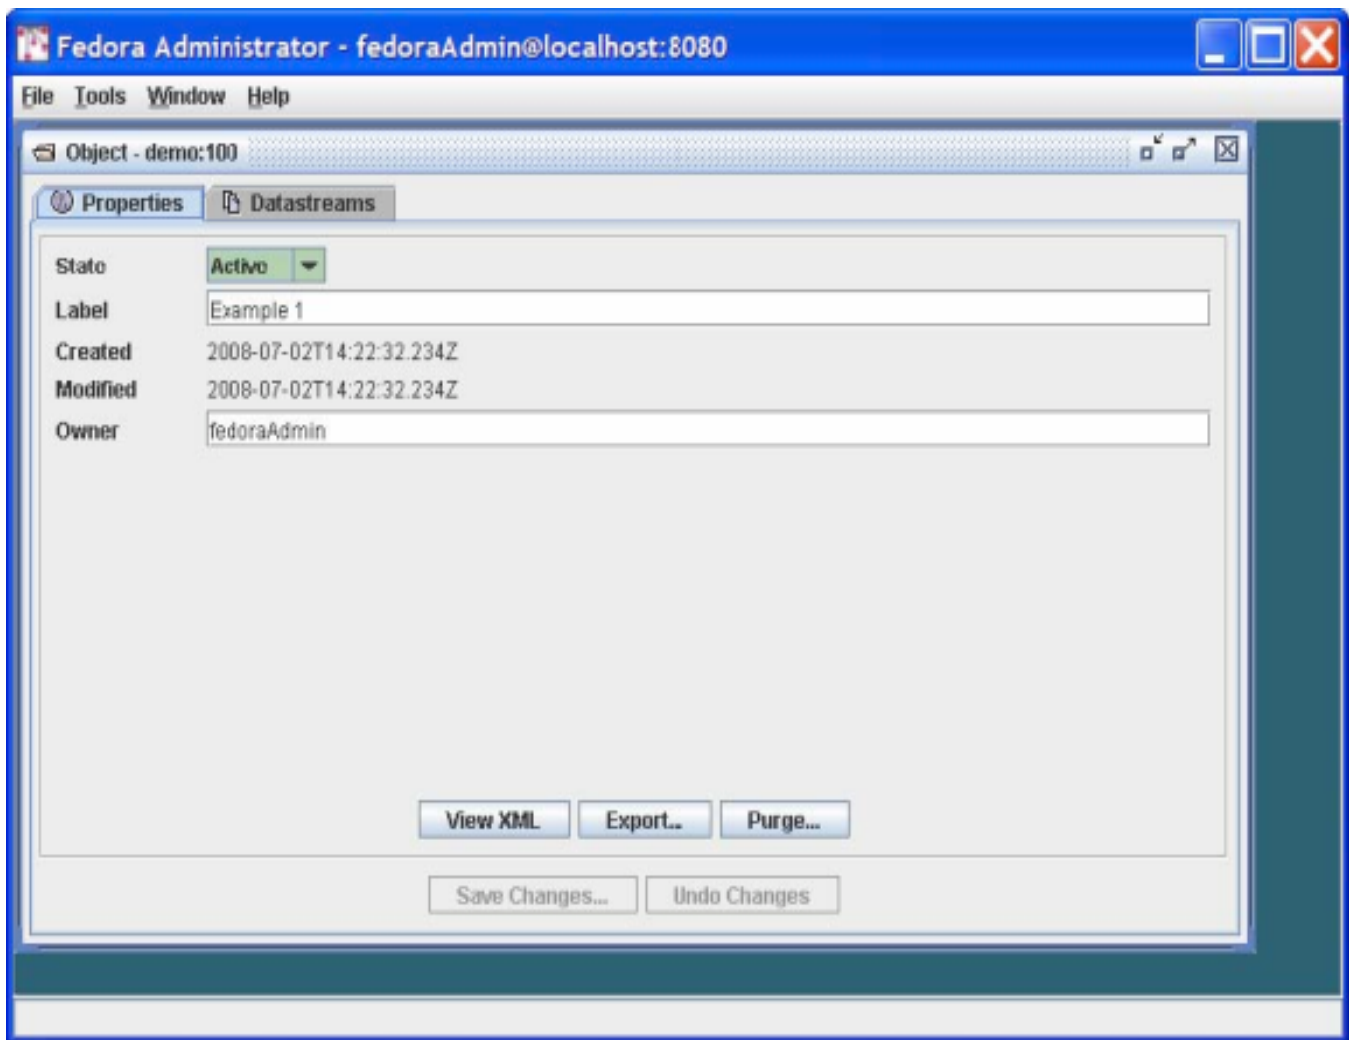 Fedora Administrator - fedoraAdmin@localhost:8080
File Tools Window Help
Object - demo:100
Properties Datastreams
State Active
Label Example 1
Created 2008-07-02T14:22:32.234Z
Modified 2008-07-02T14:22:32.234Z
Owner fedoraAdmin
View XML Export... Purge...
Save Changes... Undo Changes